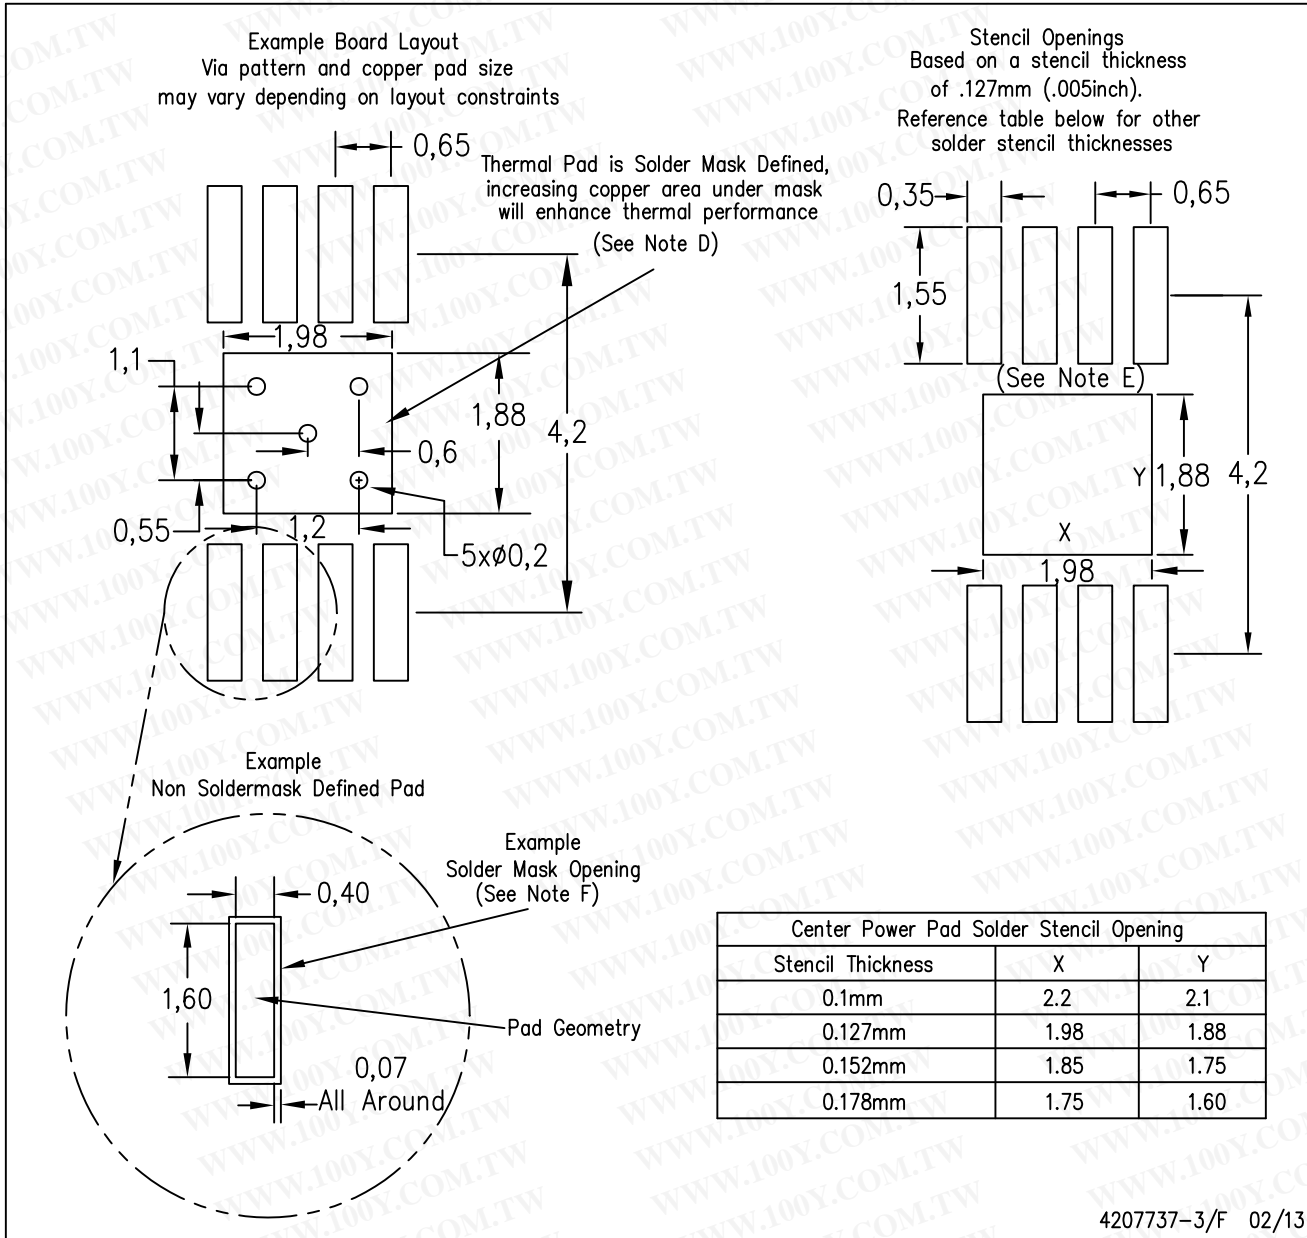 Example Board Layout
Via pattern and copper pad size
may vary depending on layout constraints
0,65
Thermal Pad is Solder Mask Defined,
increasing copper area under mask
will enhance thermal performance
(See Note D)
1,98
1,1
1,88
4,2
0,6
0,55
1,2
5xø0,2
Stencil Openings
Based on a stencil thickness
of .127mm (.005inch).
Reference table below for other
solder stencil thicknesses
0,35
0,65
1,55
(See Note E)
Y
1,88
4,2
X
1,98
Example
Non Soldermask Defined Pad
Example
Solder Mask Opening
(See Note F)
0,40
1,60
Pad Geometry
0,07
All Around
Center Power Pad Solder Stencil Opening
Stencil Thickness X Y
0.1mm 2.2 2.1
0.127mm 1.98 1.88
0.152mm 1.85 1.75
0.178mm 1.75 1.60
4207737-3/F 02/13
WWW.100Y.COM.TW